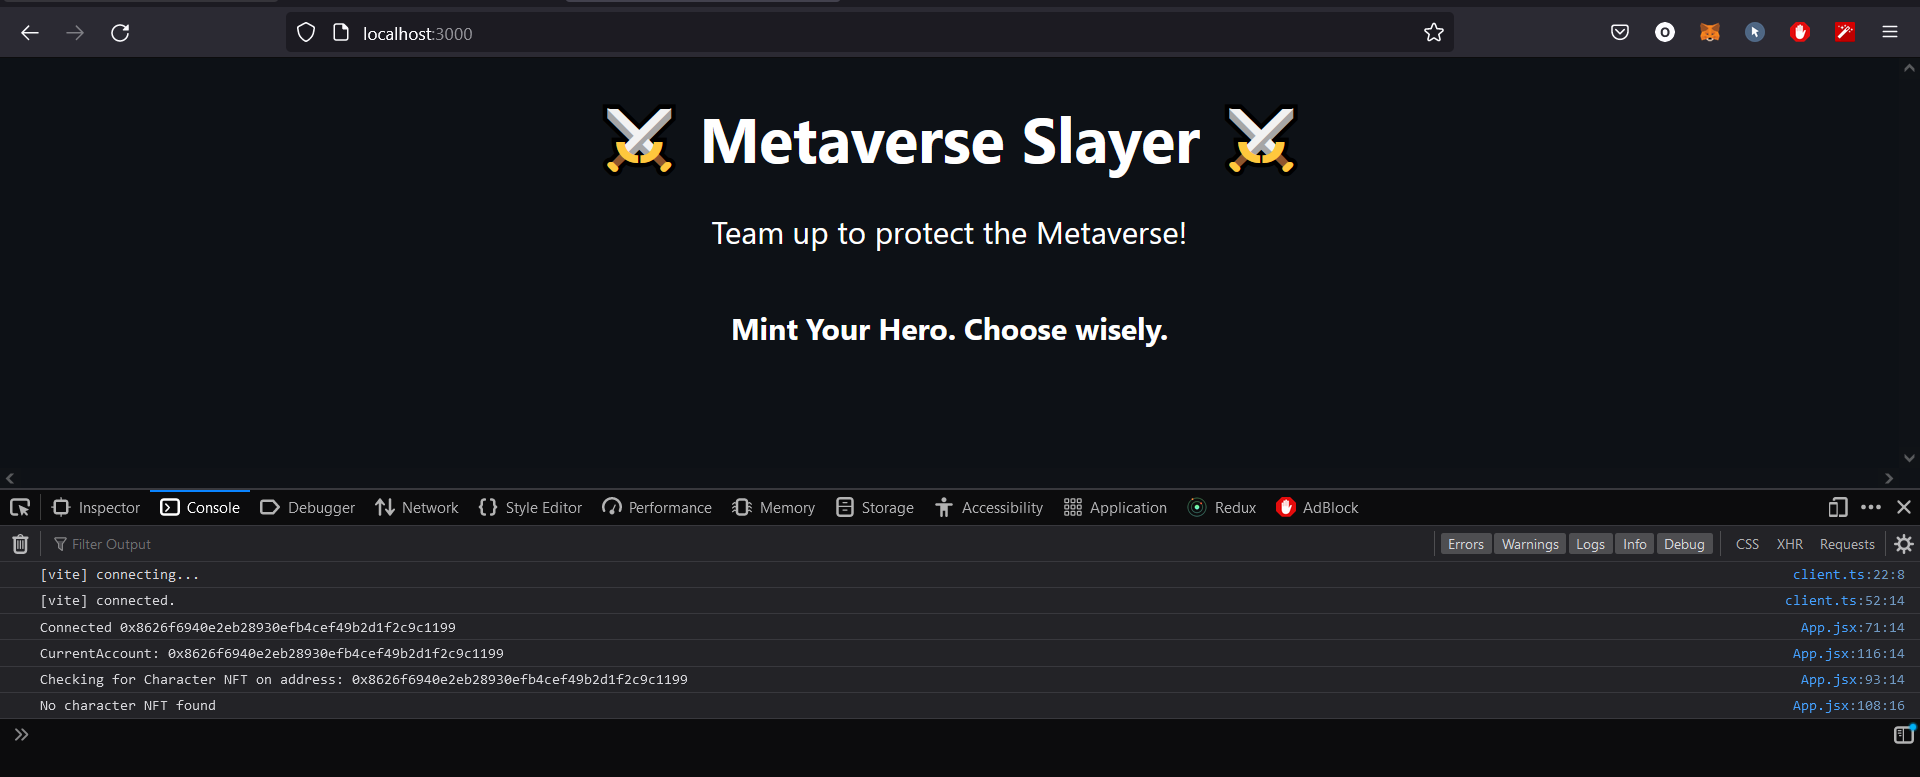 localhost:3000
Metaverse Slayer
Team up to protect the Metaverse!
Mint Your Hero. Choose wisely.
Inspector Console Debugger Network Style Editor Performance Memory Storage Accessibility Application Redux AdBlock
Filter Output Errors Warnings Logs Info Debug CSS XHR Requests
[vite] connecting... client.ts:22:8
[vite] connected. client.ts:52:14
Connected 0x8626f6940e2eb28930efb4cef49b2d1f2c9c1199 App.jsx:71:14
CurrentAccount: 0x8626f6940e2eb28930efb4cef49b2d1f2c9c1199 App.jsx:116:14
Checking for Character NFT on address: 0x8626f6940e2eb28930efb4cef49b2d1f2c9c1199 App.jsx:93:14
No character NFT found App.jsx:108:16